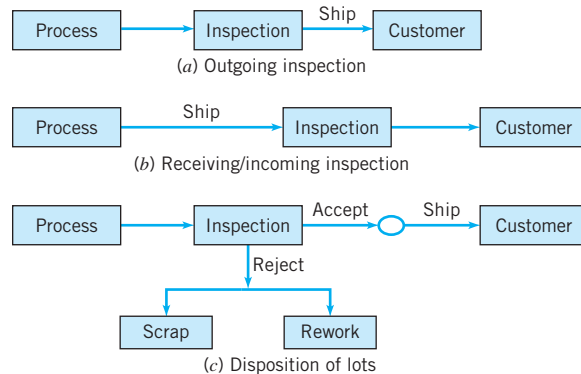 Ship
Process Inspection Customer
(a) Outgoing inspection
Ship
Process Inspection Customer
(b) Receiving/incoming inspection
Accept Ship
Process Inspection Customer
Reject
Scrap Rework
(c) Disposition of lots